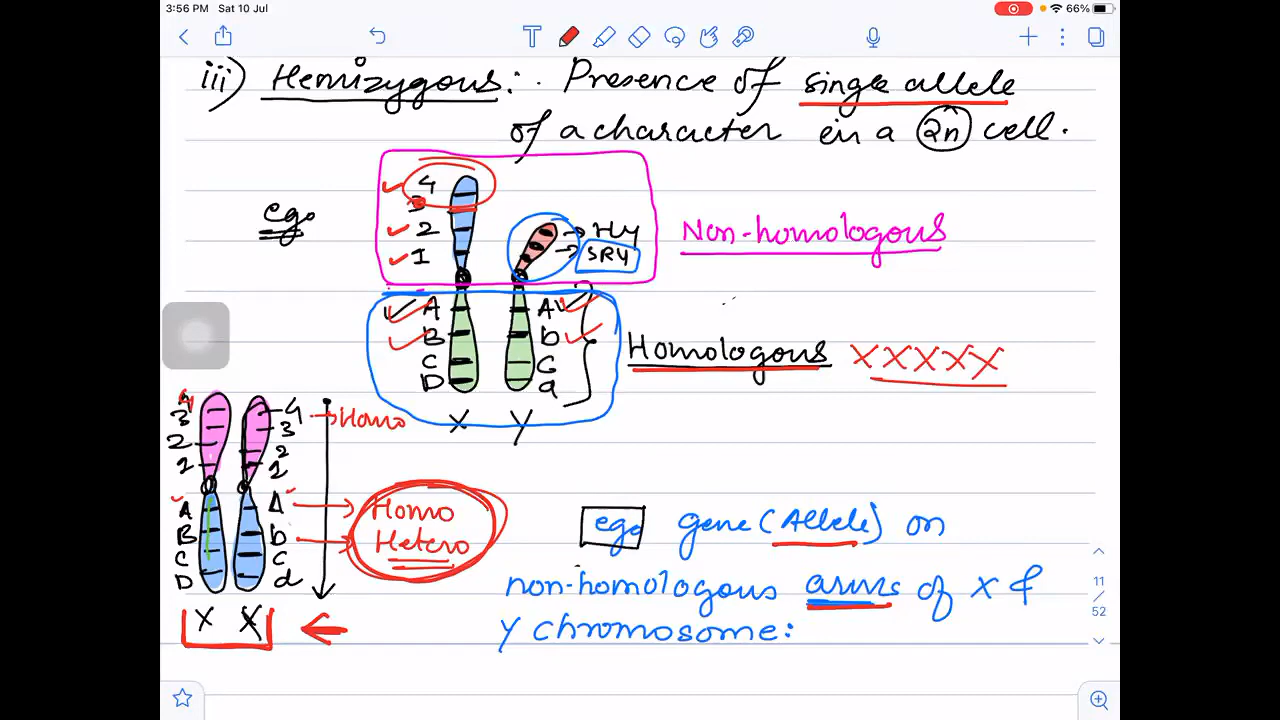 3:56 PM Sat 10 Jul
66%
iii) Hemizygous:. Presence of single allele
of a character in a 2n cell.
eg.
4
3
2
1
HY
SRY
Non-homologous
A A
B b
C C
D a
X Y
Homologous XXXXX
4 4
3 3
2 2
1 1
Homo
A A
B b
C C
D d
X X
Homo
Hetero
eg. gene (Allele) on
non-homologous arms of X &
Y chromosome:
11
/
52